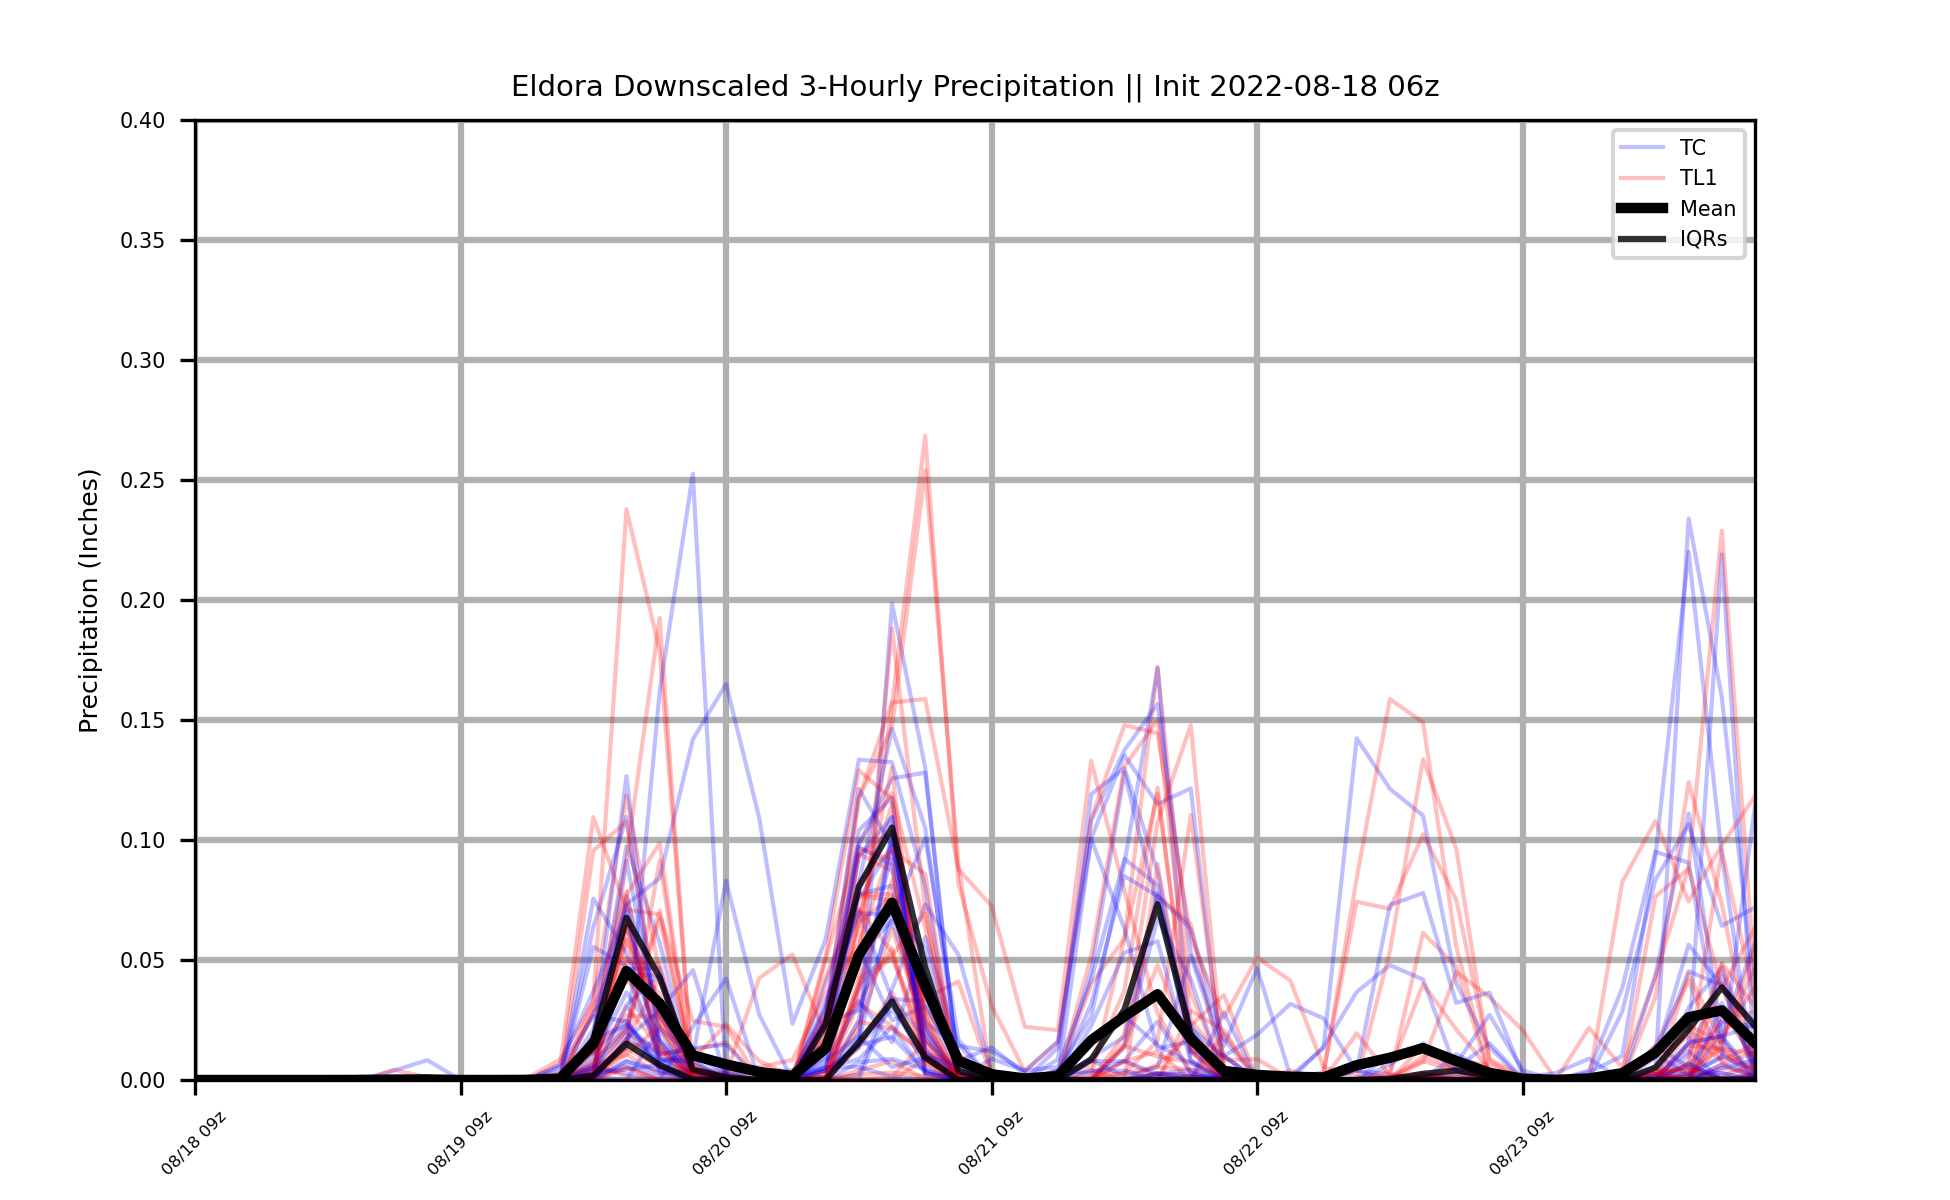 Eldora Downscaled 3-Hourly Precipitation || Init 2022-08-18 06z
0.40
0.35
0.30
0.25
0.20
0.15
0.10
0.05
0.00
Precipitation (Inches)
TC
TL1
Mean
IQRs
08/18 09z
08/19 09z
08/20 09z
08/21 09z
08/22 09z
08/23 09z